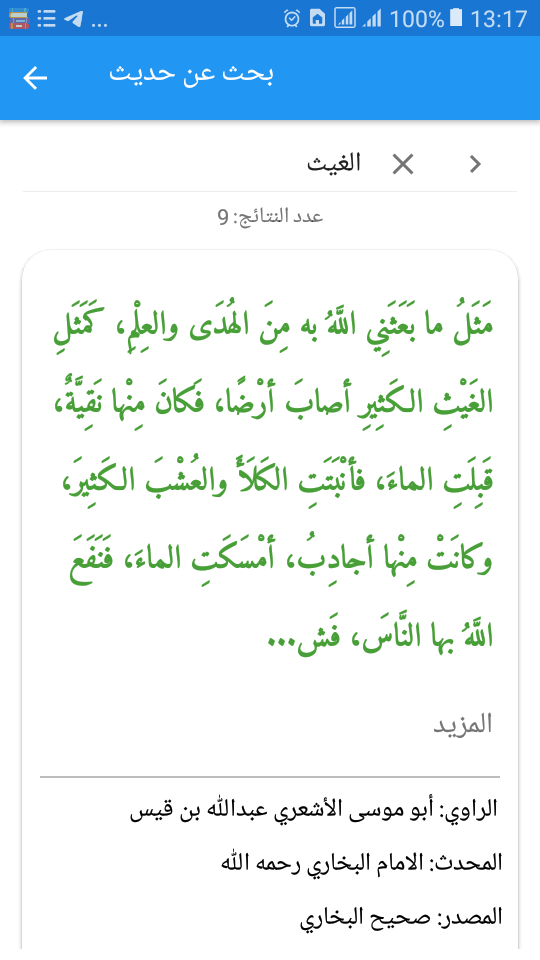 ... 100% 13:17
بحث عن حديث
الغيث
عدد النتائج: 9
مَثَلُ ما بَعَثَنِي اللَّهُ به مِنَ الهُدَى والعِلْمِ، كَمَثَلِ
الغَيْثِ الكَثِيرِ أصابَ أرْضًا، فَكانَ مِنْها نَقِيَّةٌ،
قَبِلَتِ الماءَ، فأنْبَتَتِ الكَلَأَ والعُشْبَ الكَثِيرَ،
وكانَتْ مِنْها أجادِبُ، أمْسَكَتِ الماءَ، فَنَفَعَ
اللَّهُ بها النَّاسَ، فَش...
المزيد
الراوي: أبو موسى الأشعري عبدالله بن قيس
المحدث: الامام البخاري رحمه الله
المصدر: صحيح البخاري